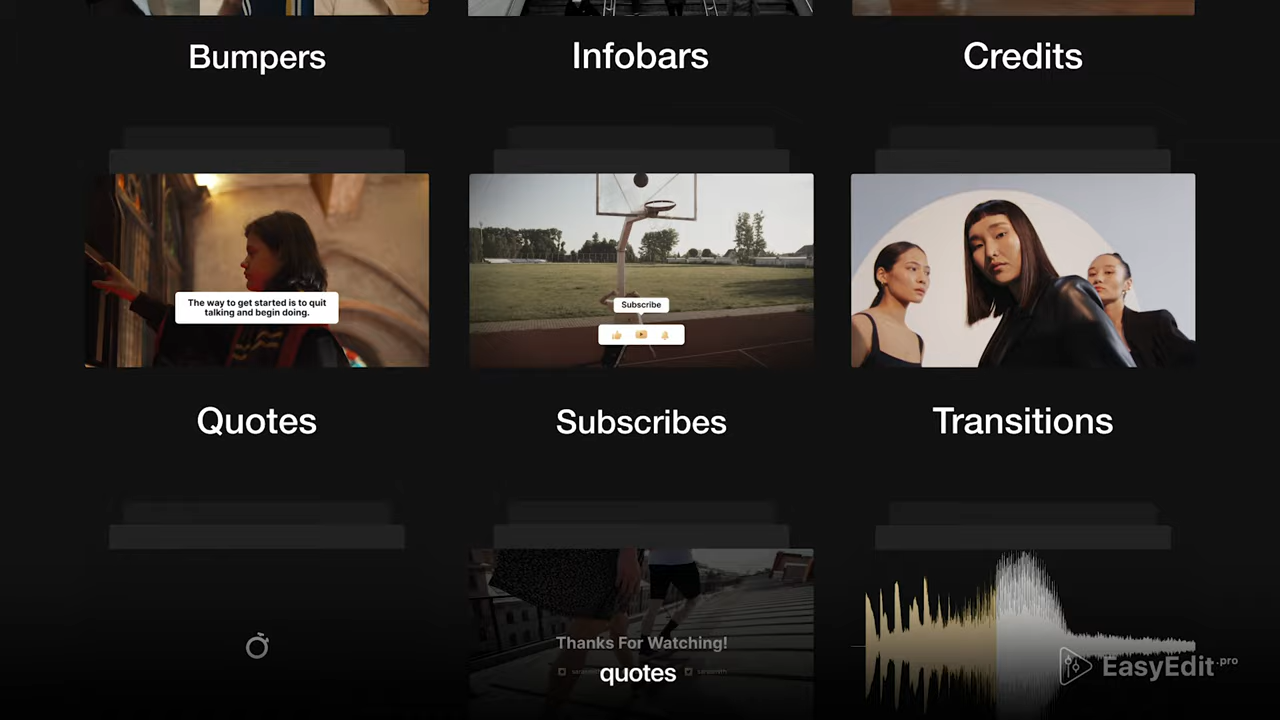 Bumpers
Infobars
Credits
The way to get started is to quit
talking and begin doing.
Subscribe
Quotes
Subscribes
Transitions
Thanks For Watching!
quotes
EasyEdit.pro